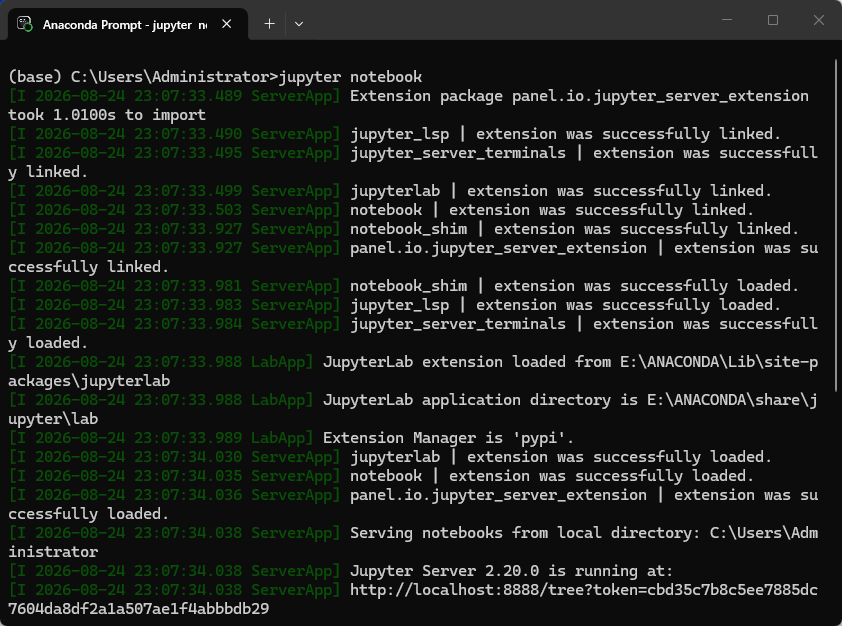 Anaconda Prompt - jupyter no
(base) C:\Users\Administrator>jupyter notebook
[I 2026-08-24 23:07:33.489 ServerApp] Extension package panel.io.jupyter_server_extension
took 1.0100s to import
[I 2026-08-24 23:07:33.490 ServerApp] jupyter_lsp | extension was successfully linked.
[I 2026-08-24 23:07:33.495 ServerApp] jupyter_server_terminals | extension was successfull
y linked.
[I 2026-08-24 23:07:33.499 ServerApp] jupyterlab | extension was successfully linked.
[I 2026-08-24 23:07:33.503 ServerApp] notebook | extension was successfully linked.
[I 2026-08-24 23:07:33.927 ServerApp] notebook_shim | extension was successfully linked.
[I 2026-08-24 23:07:33.927 ServerApp] panel.io.jupyter_server_extension | extension was su
ccessfully linked.
[I 2026-08-24 23:07:33.981 ServerApp] notebook_shim | extension was successfully loaded.
[I 2026-08-24 23:07:33.983 ServerApp] jupyter_lsp | extension was successfully loaded.
[I 2026-08-24 23:07:33.984 ServerApp] jupyter_server_terminals | extension was successfull
y loaded.
[I 2026-08-24 23:07:33.988 LabApp] JupyterLab extension loaded from E:\ANACONDA\Lib\site-p
ackages\jupyterlab
[I 2026-08-24 23:07:33.988 LabApp] JupyterLab application directory is E:\ANACONDA\share\j
upyter\lab
[I 2026-08-24 23:07:33.989 LabApp] Extension Manager is 'pypi'.
[I 2026-08-24 23:07:34.030 ServerApp] jupyterlab | extension was successfully loaded.
[I 2026-08-24 23:07:34.035 ServerApp] notebook | extension was successfully loaded.
[I 2026-08-24 23:07:34.036 ServerApp] panel.io.jupyter_server_extension | extension was su
ccessfully loaded.
[I 2026-08-24 23:07:34.038 ServerApp] Serving notebooks from local directory: C:\Users\Adm
inistrator
[I 2026-08-24 23:07:34.038 ServerApp] Jupyter Server 2.20.0 is running at:
[I 2026-08-24 23:07:34.038 ServerApp] http://localhost:8888/tree?token=cbd35c7b8c5ee7885dc
7604da8df2a1a507ae1f4abbbdb29